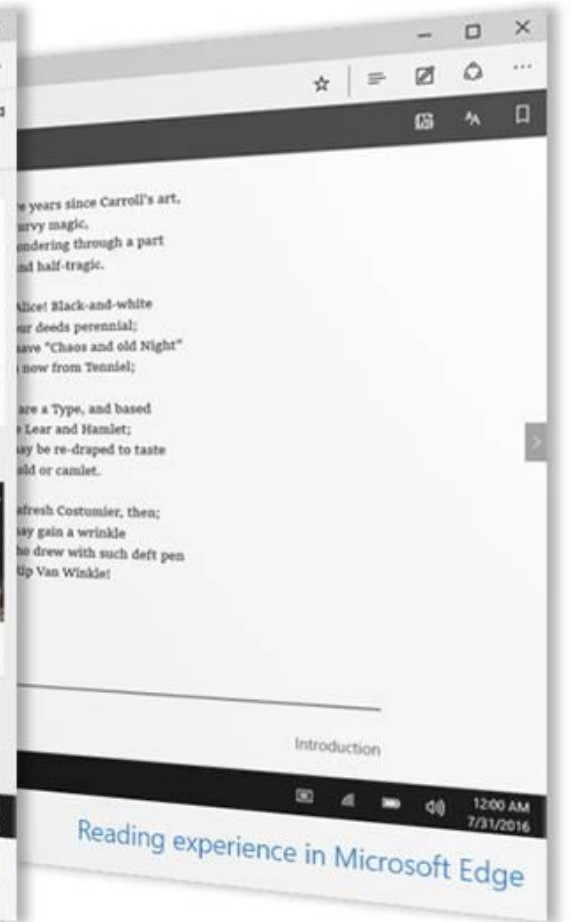 e years since Carroll's art,
urvy magic,
ondering through a part
nd half-tragic.
Alice! Black-and-white
ur deeds perennial;
ave "Chaos and old Night"
now from Tenniel;
are a Type, and based
e Lear and Hamlet;
ay be re-draped to taste
old or camlet.
afresh Costumier, then;
ay gain a wrinkle
ho drew with such deft pen
Rip Van Winkle!
Introduction
12:00 AM
7/31/2016
Reading experience in Microsoft Edge